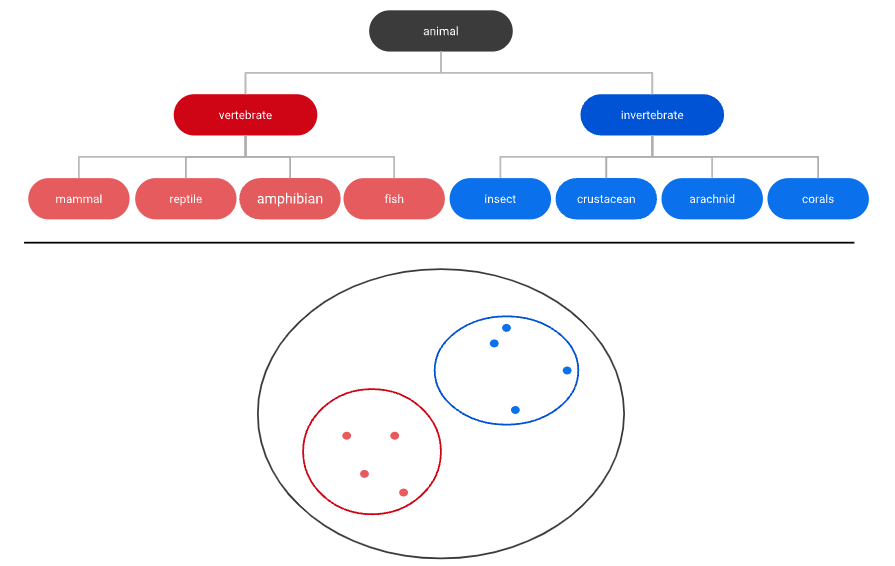 animal
vertebrate
invertebrate
mammal
reptile
amphibian
fish
insect
crustacean
arachnid
corals